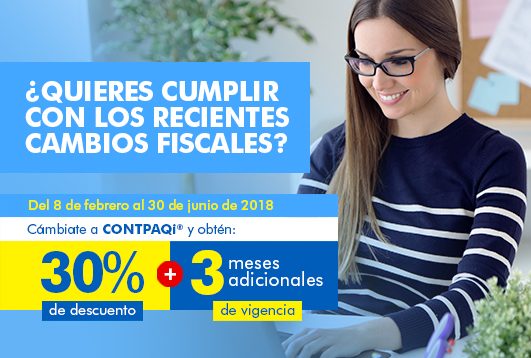 ¿QUIERES CUMPLIR
CON LOS RECIENTES
CAMBIOS FISCALES?
Del 8 de febrero al 30 de junio de 2018
Cámbiate a CONTPAQi® y obtén:
30% + 3 meses adicionales
de descuento
de vigencia